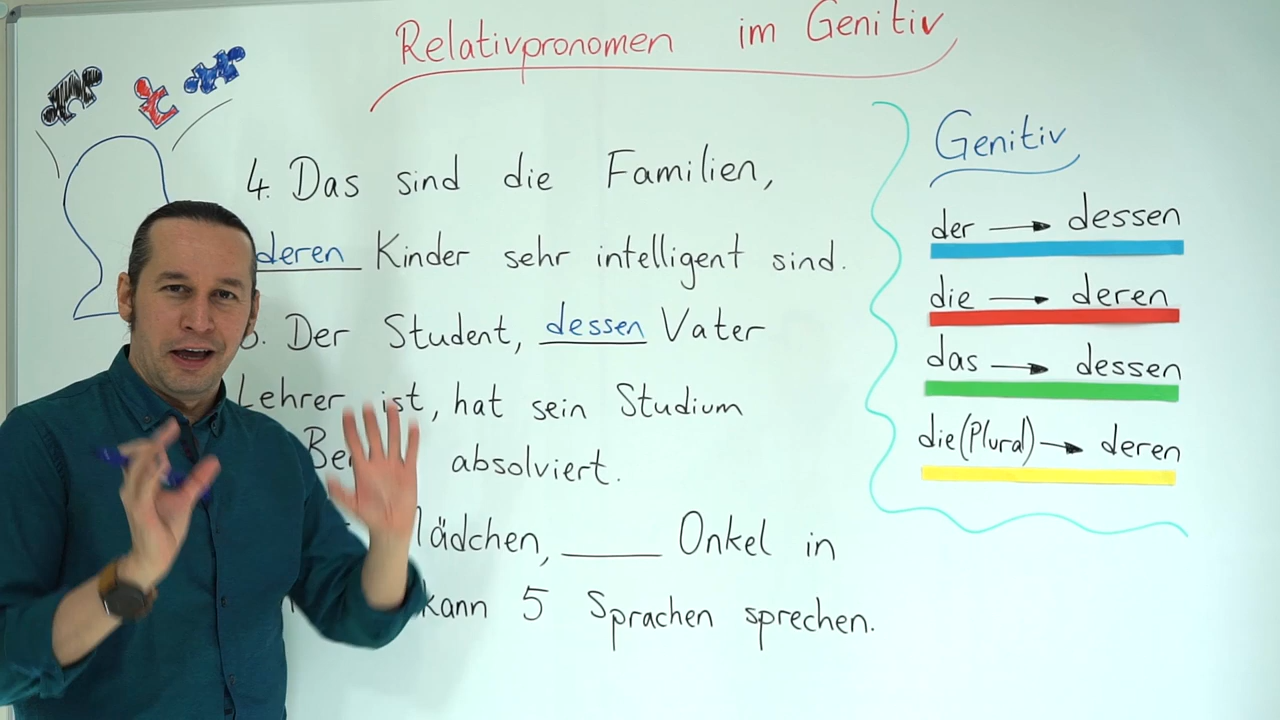 Relativpronomen im Genitiv
4. Das sind die Familien,
deren Kinder sehr intelligent sind.
Der Student, dessen Vater
Lehrer ist, hat sein Studium
absolviert.
Onkel in
kann 5 Sprachen sprechen.
Genitiv
der → dessen
die → deren
das → dessen
die (Plural) → deren